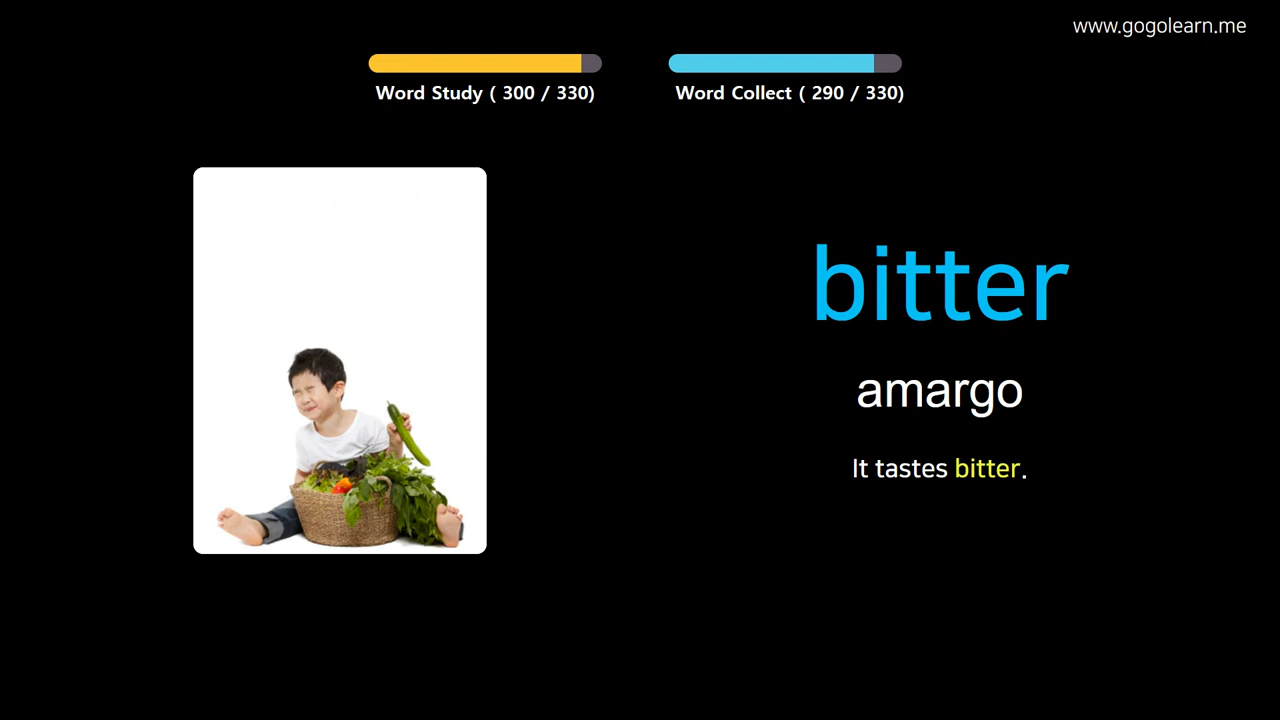 www.gogolearn.me
Word Study ( 300 / 330)
Word Collect ( 290 / 330)
bitter
amargo
It tastes bitter.